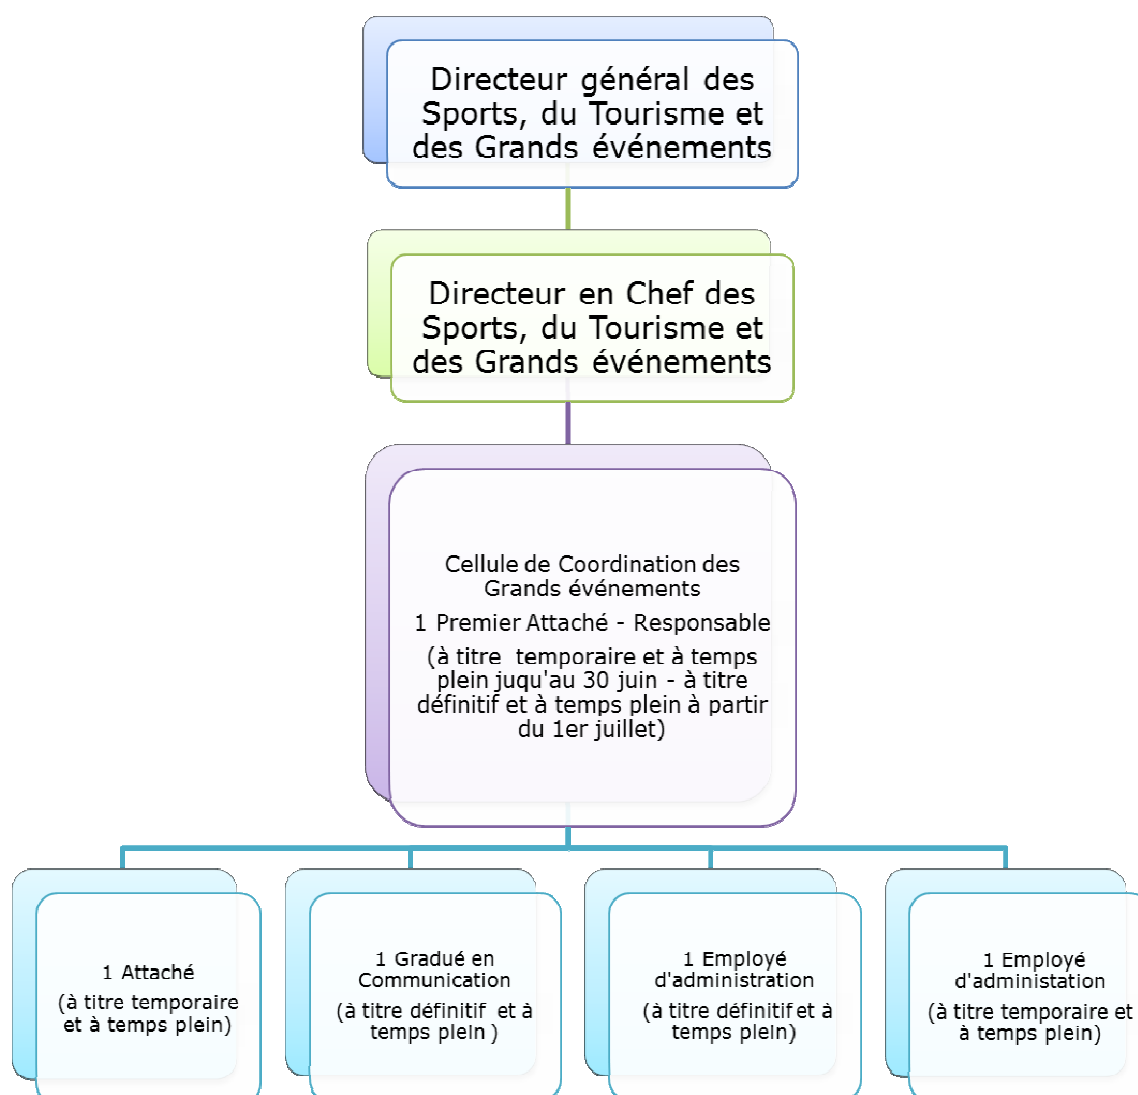 Directeur général des
Sports, du Tourisme et
des Grands événements
Directeur en Chef des
Sports, du Tourisme et
des Grands événements
Cellule de Coordination des
Grands événements
1 Premier Attaché - Responsable
(à titre temporaire et à temps
plein juqu'au 30 juin - à titre
définitif et à temps plein à partir
du 1er juillet)
1 Attaché
(à titre temporaire
et à temps plein)
1 Gradué en
Communication
(à titre définitif et à
temps plein )
1 Employé
d'administration
(à titre définitif et à
temps plein)
1 Employé
d'administation
(à titre temporaire et
à temps plein)